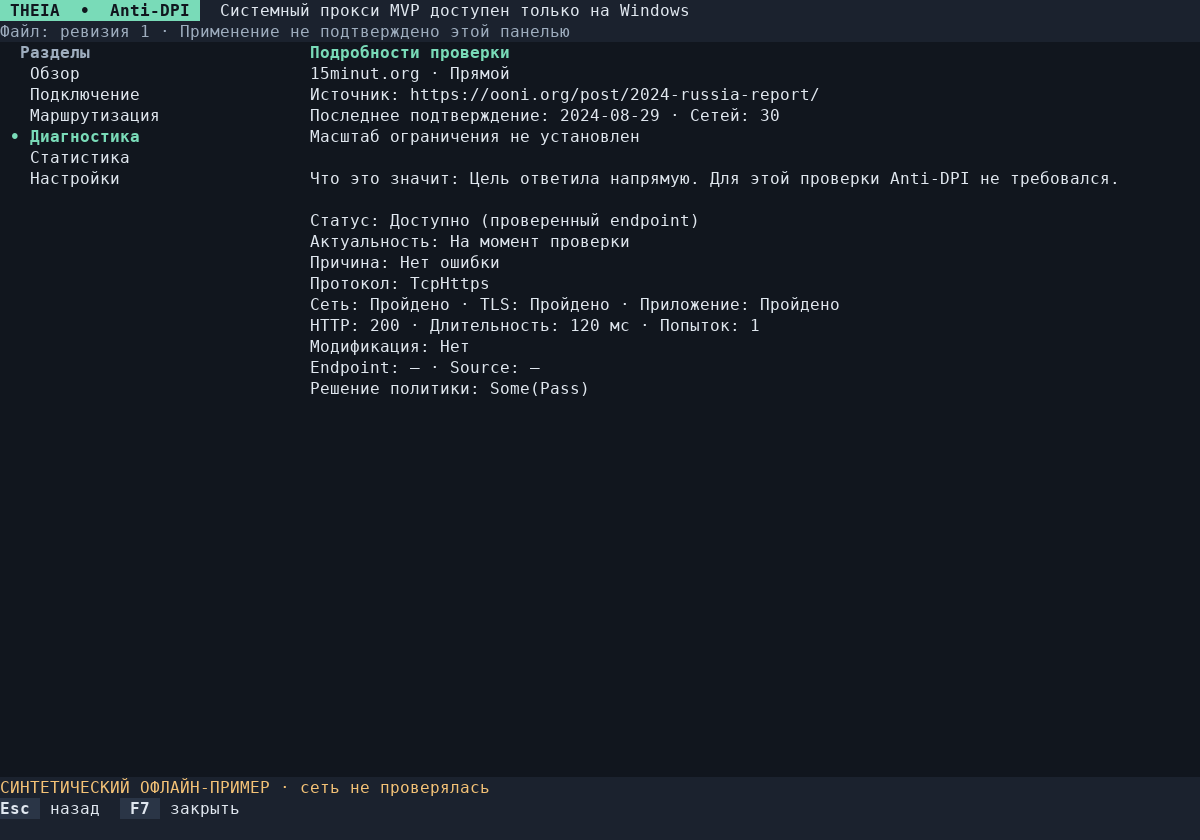 THEIA • Anti-DPI Системный прокси MVP доступен только на Windows
Файл: ревизия 1 · Применение не подтверждено этой панелью
Разделы
Обзор
Подключение
Маршрутизация
• Диагностика
Статистика
Настройки
Подробности проверки
15minut.org · Прямой
Источник: https://ooni.org/post/2024-russia-report/
Последнее подтверждение: 2024-08-29 · Сетей: 30
Масштаб ограничения не установлен
Что это значит: Цель ответила напрямую. Для этой проверки Anti-DPI не требовался.
Статус: Доступно (проверенный endpoint)
Актуальность: На момент проверки
Причина: Нет ошибки
Протокол: TcpHttps
Сеть: Пройдено · TLS: Пройдено · Приложение: Пройдено
HTTP: 200 · Длительность: 120 мс · Попыток: 1
Модификация: Нет
Endpoint: — · Source: —
Решение политики: Some(Pass)
СИНТЕТИЧЕСКИЙ ОФЛАЙН-ПРИМЕР · сеть не проверялась
Esc назад F7 закрыть